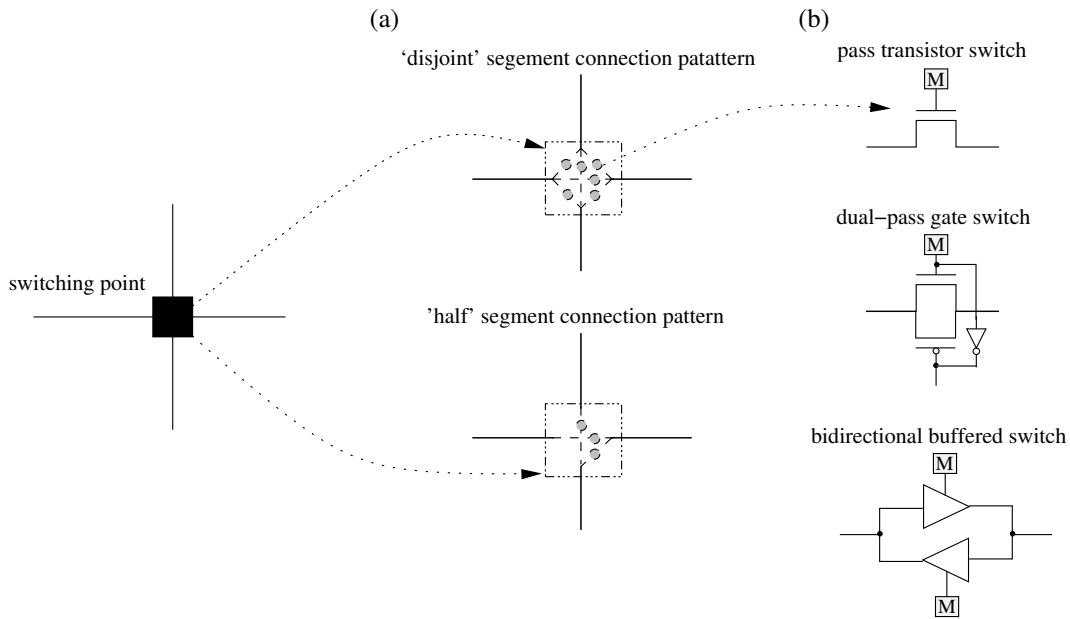 (a)
(b)
'disjoint' segement connection patattern
pass transistor switch
M
switching point
dual−pass gate switch
M
'half' segment connection pattern
bidirectional buffered switch
M
M